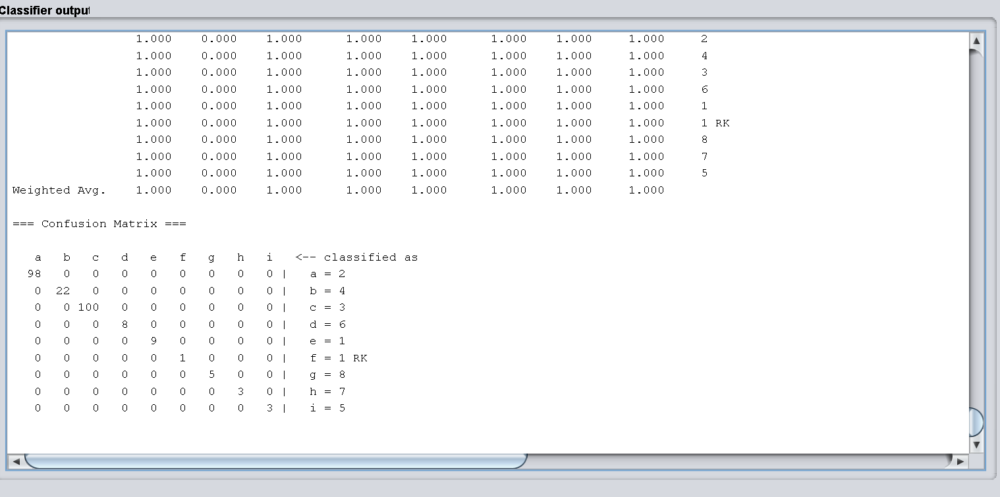 Classifier output
1.000 0.000 1.000 1.000 1.000 1.000 1.000 1.000 2
1.000 0.000 1.000 1.000 1.000 1.000 1.000 1.000 4
1.000 0.000 1.000 1.000 1.000 1.000 1.000 1.000 3
1.000 0.000 1.000 1.000 1.000 1.000 1.000 1.000 6
1.000 0.000 1.000 1.000 1.000 1.000 1.000 1.000 1
1.000 0.000 1.000 1.000 1.000 1.000 1.000 1.000 1 RK
1.000 0.000 1.000 1.000 1.000 1.000 1.000 1.000 8
1.000 0.000 1.000 1.000 1.000 1.000 1.000 1.000 7
1.000 0.000 1.000 1.000 1.000 1.000 1.000 1.000 5
Weighted Avg. 1.000 0.000 1.000 1.000 1.000 1.000 1.000 1.000
=== Confusion Matrix ===
a b c d e f g h i <-- classified as
98 0 0 0 0 0 0 0 0 | a = 2
0 22 0 0 0 0 0 0 0 | b = 4
0 0 100 0 0 0 0 0 0 | c = 3
0 0 0 8 0 0 0 0 0 | d = 6
0 0 0 0 9 0 0 0 0 | e = 1
0 0 0 0 0 1 0 0 0 | f = 1 RK
0 0 0 0 0 0 5 0 0 | g = 8
0 0 0 0 0 0 0 3 0 | h = 7
0 0 0 0 0 0 0 0 3 | i = 5